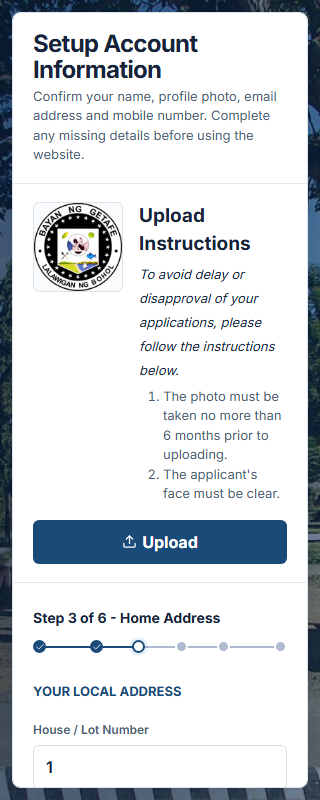 Setup Account
Information
Confirm your name, profile photo, email
address and mobile number. Complete
any missing details before using the
website.
BAYAN NG GETAFE
LALAWIGAN NG BOHOL
Upload
Instructions
To avoid delay or
disapproval of your
applications, please
follow the instructions
below.
1. The photo must be
taken no more than
6 months prior to
uploading.
2. The applicant's
face must be clear.
Upload
Step 3 of 6 - Home Address
YOUR LOCAL ADDRESS
House / Lot Number
1